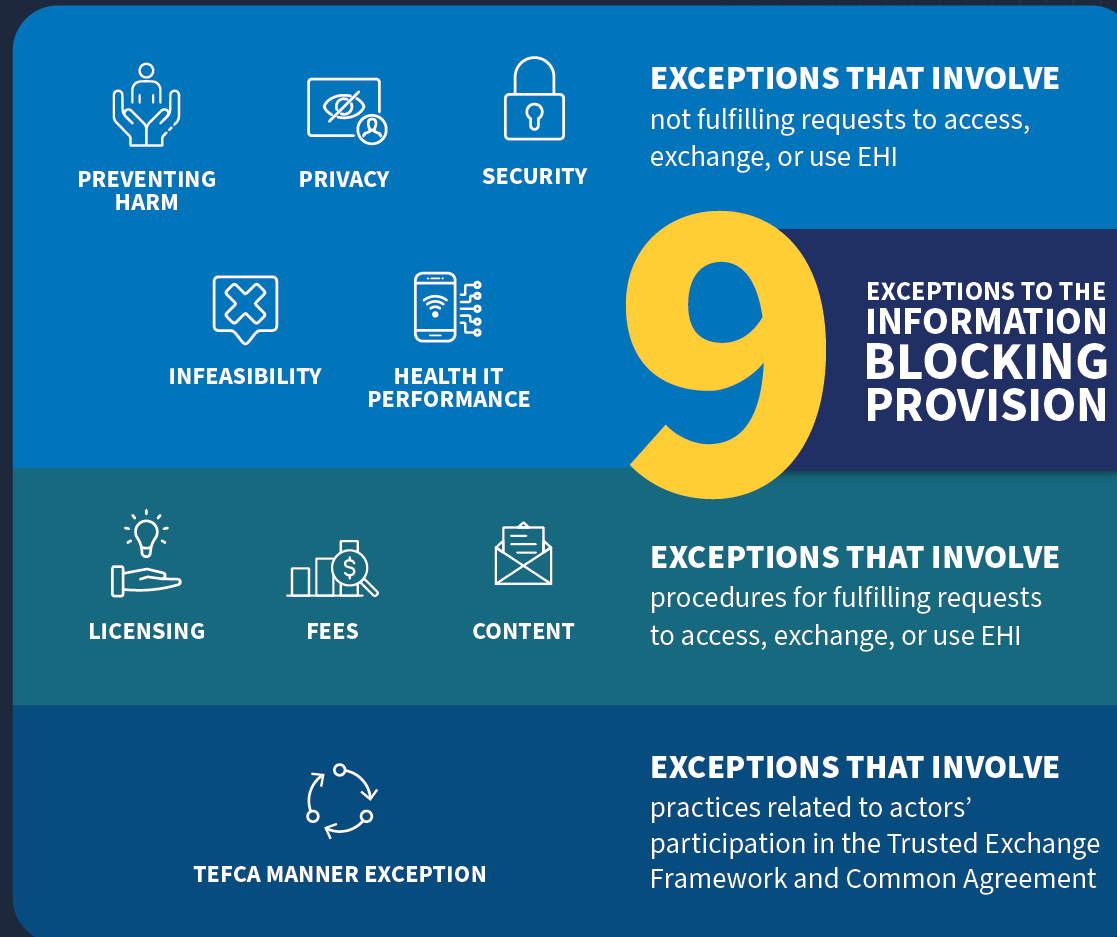 EXCEPTIONS THAT INVOLVE
not fulfilling requests to access,
exchange, or use EHI
PREVENTING
HARM
PRIVACY
SECURITY
INFEASIBILITY
HEALTH IT
PERFORMANCE
9
EXCEPTIONS TO THE
INFORMATION
BLOCKING
PROVISION
EXCEPTIONS THAT INVOLVE
procedures for fulfilling requests
to access, exchange, or use EHI
LICENSING
$
FEES
CONTENT
EXCEPTIONS THAT INVOLVE
practices related to actors’
participation in the Trusted Exchange
Framework and Common Agreement
TEFCA MANNER EXCEPTION